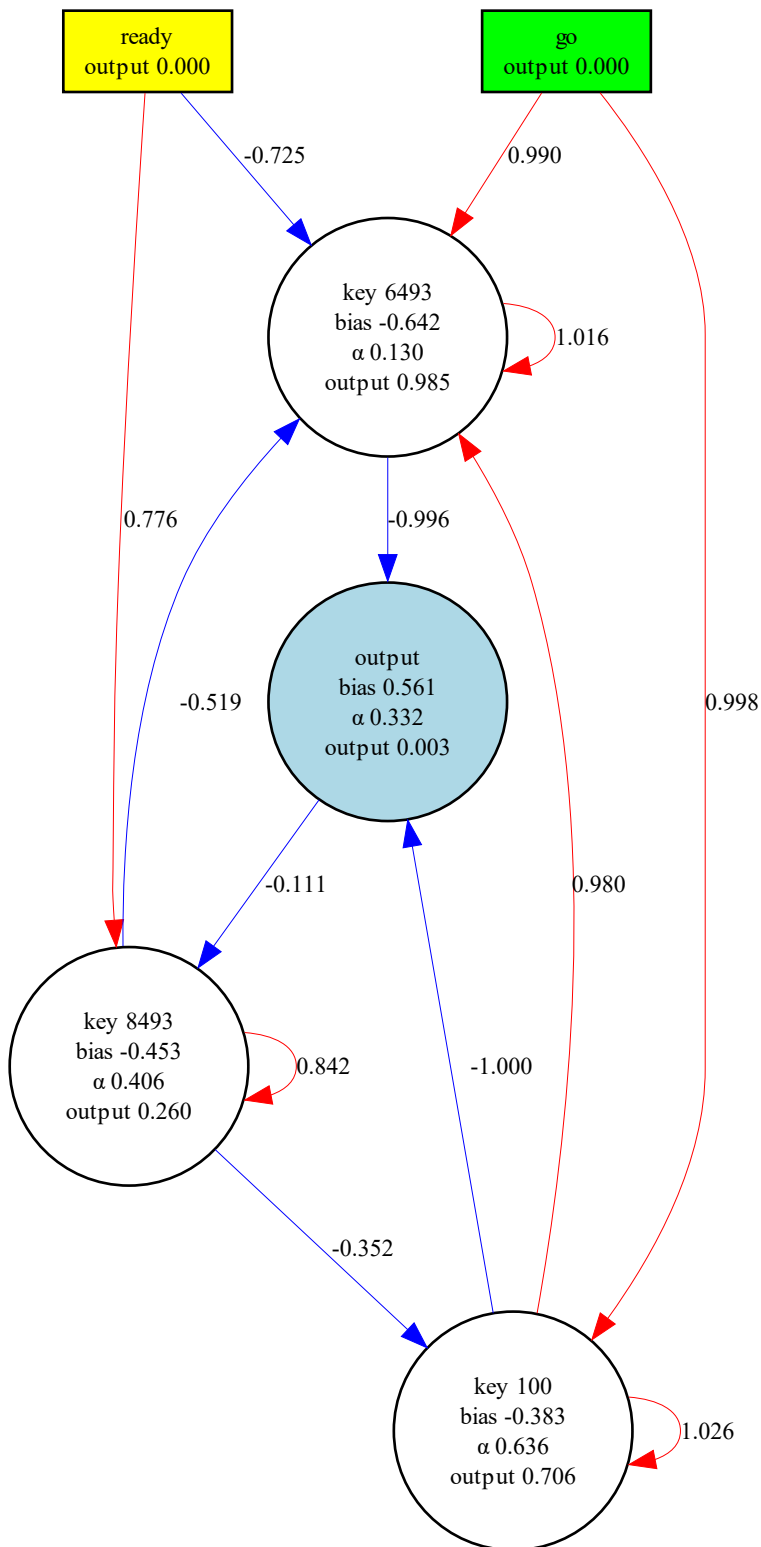 ready
output 0.000
go
output 0.000
-0.725
0.990
key 6493
bias -0.642
α 0.130
output 0.985
1.016
0.776
-0.996
-0.519
output
bias 0.561
α 0.332
output 0.003
0.998
-0.111
0.980
key 8493
bias -0.453
α 0.406
output 0.260
0.842
-1.000
-0.352
key 100
bias -0.383
α 0.636
output 0.706
1.026